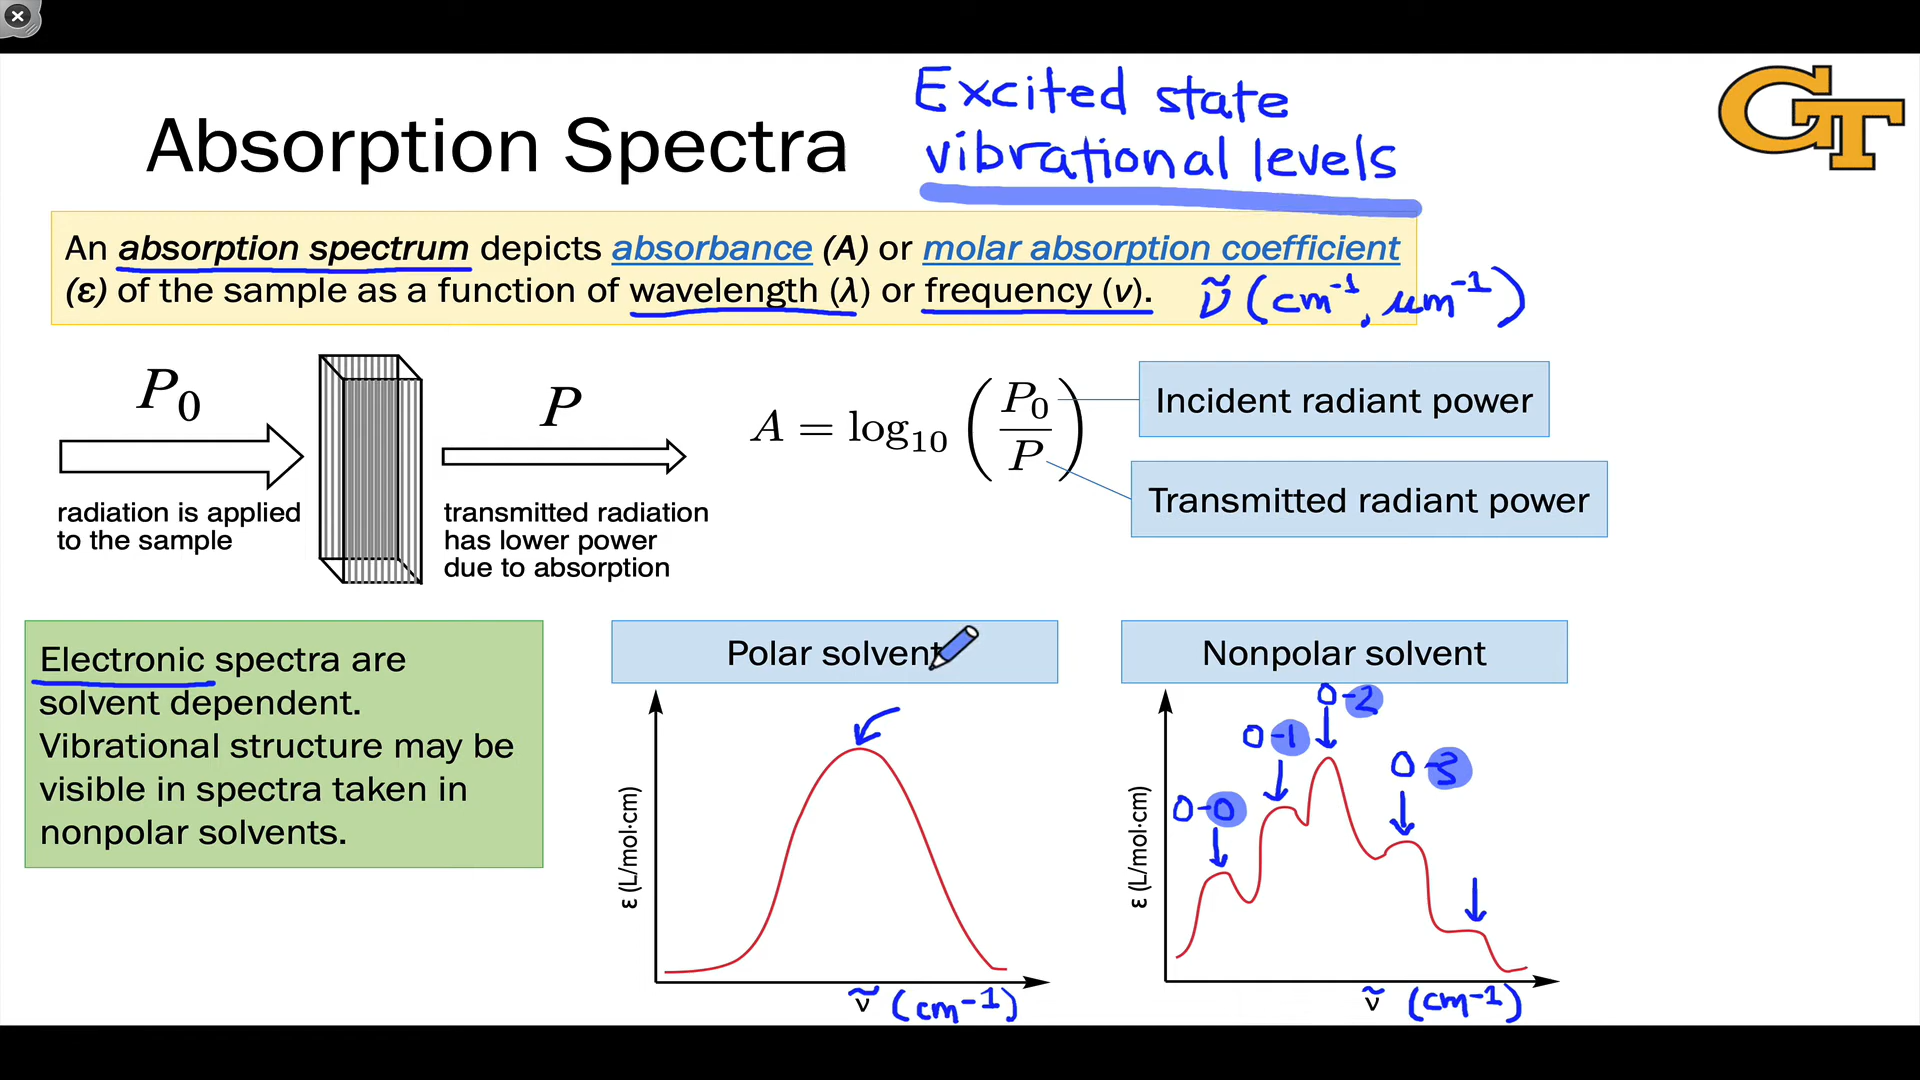 Excited state
vibrational levels
GT
Absorption Spectra
An absorption spectrum depicts absorbance (A) or molar absorption coefficient
(ε) of the sample as a function of wavelength (λ) or frequency (ν). ν̃ (cm⁻¹, μm⁻¹)
P₀
P
radiation is applied
to the sample
transmitted radiation
has lower power
due to absorption
A = log₁₀ (P₀/P)
Incident radiant power
Transmitted radiant power
Electronic spectra are
solvent dependent.
Vibrational structure may be
visible in spectra taken in
nonpolar solvents.
Polar solvent
ε (L/mol·cm)
ν̃ (cm⁻¹)
Nonpolar solvent
0-0
0-1
0-2
0-3
ε (L/mol·cm)
ν̃ (cm⁻¹)